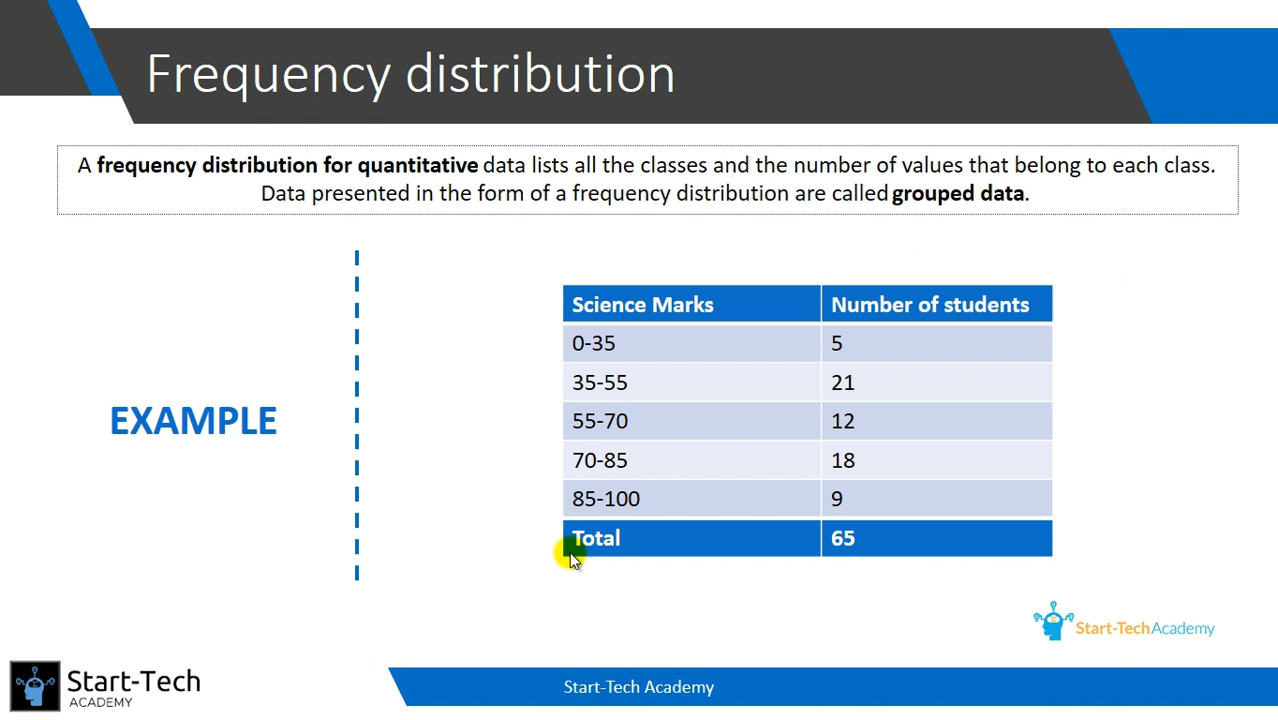 Frequency distribution
A frequency distribution for quantitative data lists all the classes and the number of values that belong to each class.
Data presented in the form of a frequency distribution are called grouped data.
EXAMPLE
Science Marks Number of students
0-35 5
35-55 21
55-70 12
70-85 18
85-100 9
Total 65
Start-TechAcademy
Start-Tech
ACADEMY
Start-Tech Academy